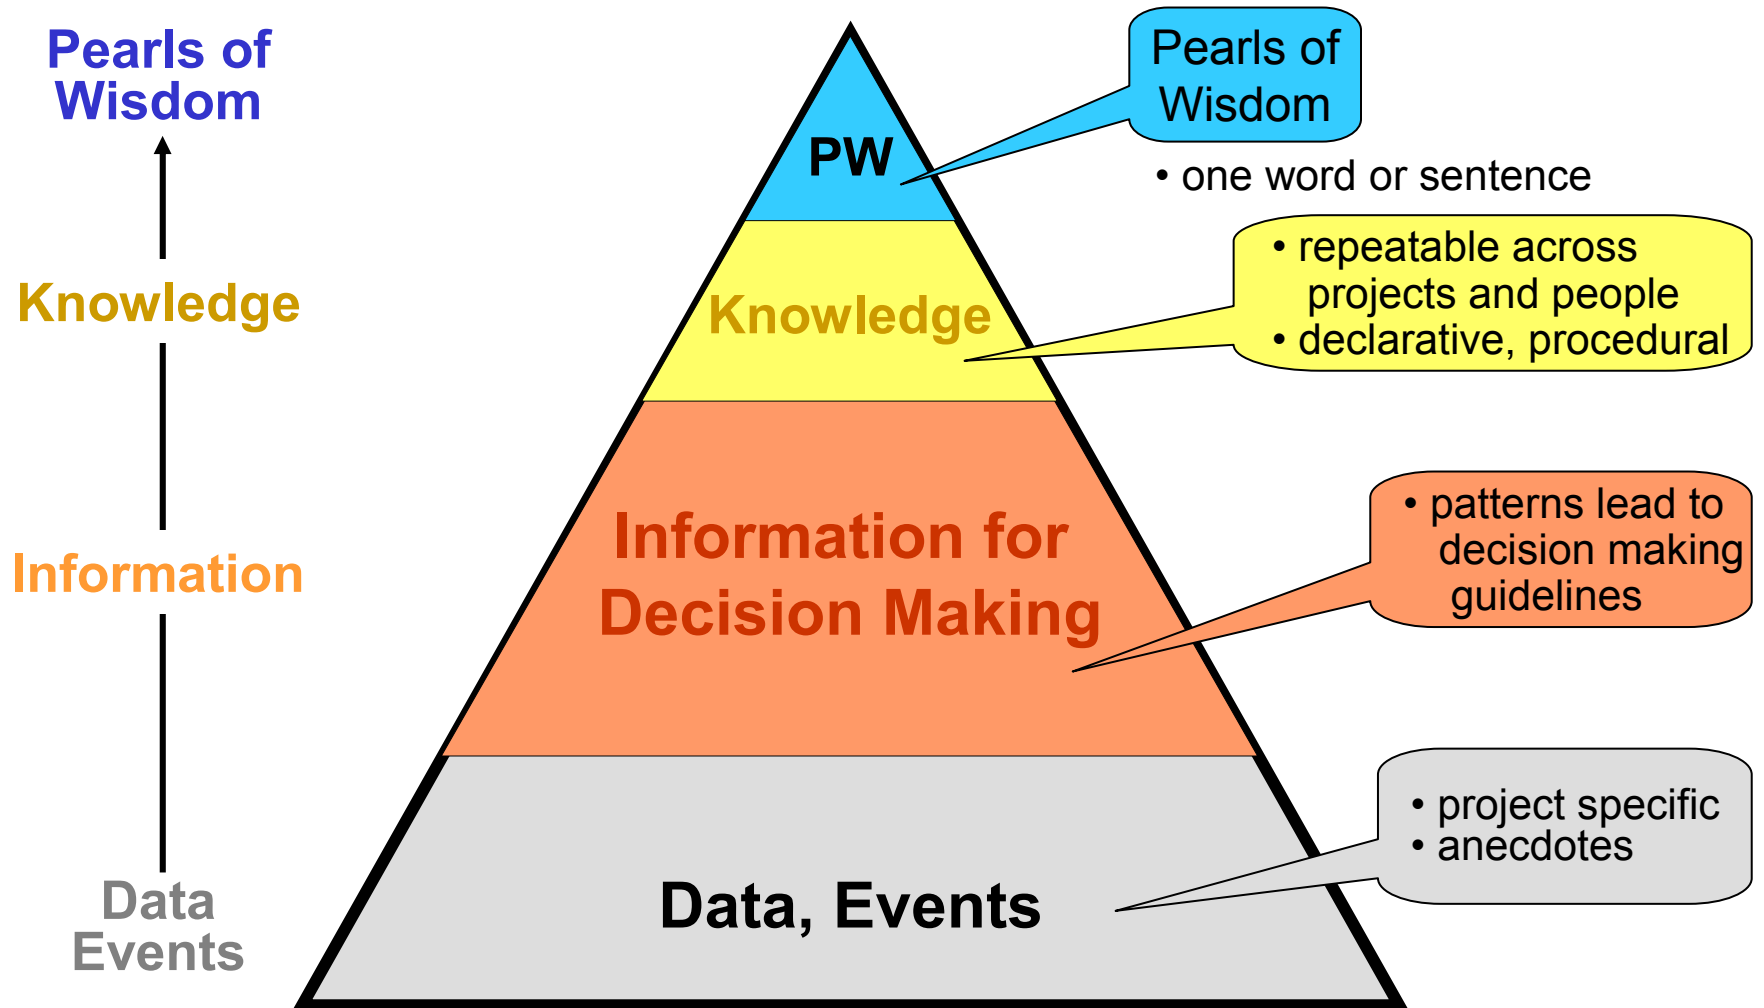 Pearls of
Wisdom
Knowledge
Information
Data
Events
PW
Knowledge
Information for
Decision Making
Data, Events
Pearls of
Wisdom
• one word or sentence
• repeatable across
projects and people
• declarative, procedural
• patterns lead to
decision making
guidelines
• project specific
• anecdotes